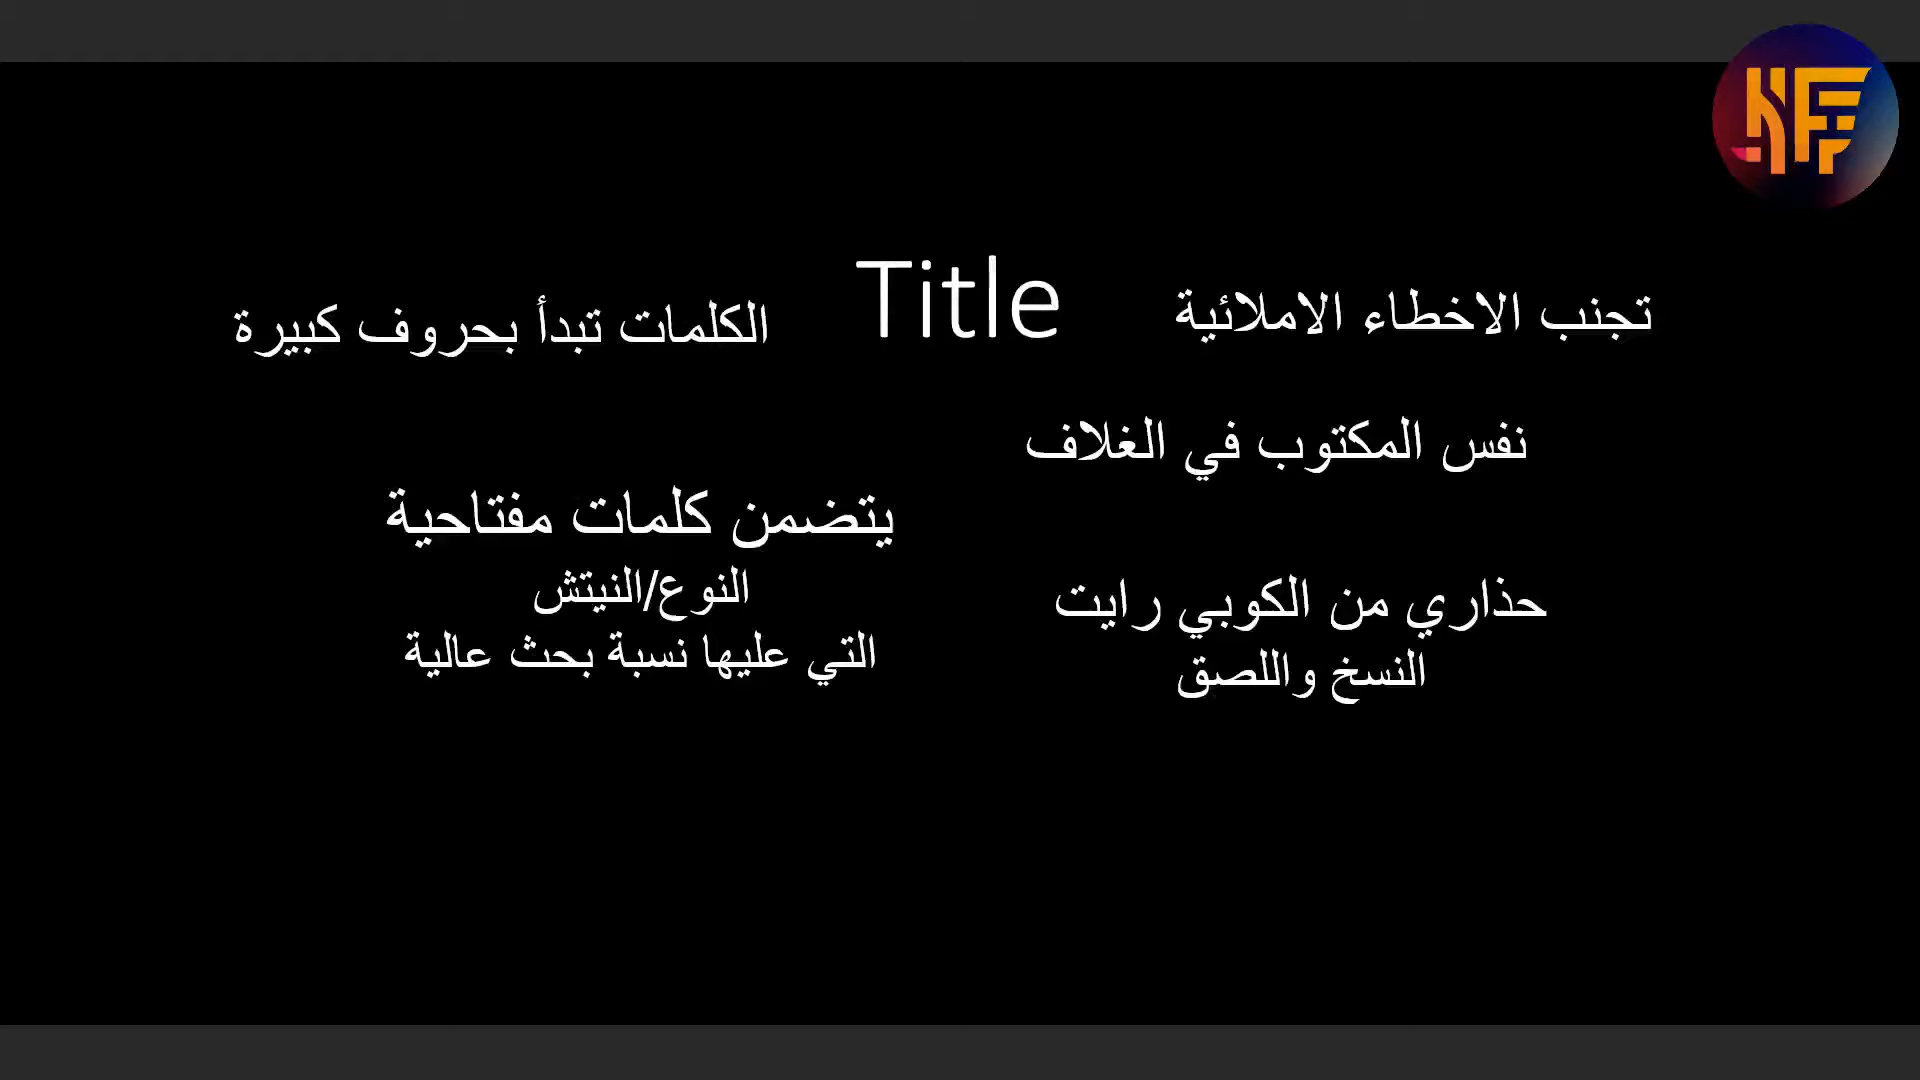 Title
تجنب الاخطاء الاملائية
الكلمات تبدأ بحروف كبيرة
نفس المكتوب في الغلاف
يتضمن كلمات مفتاحية
النوع/النيتش
التي عليها نسبة بحث عالية
حذاري من الكوبي رايت
النسخ واللصق